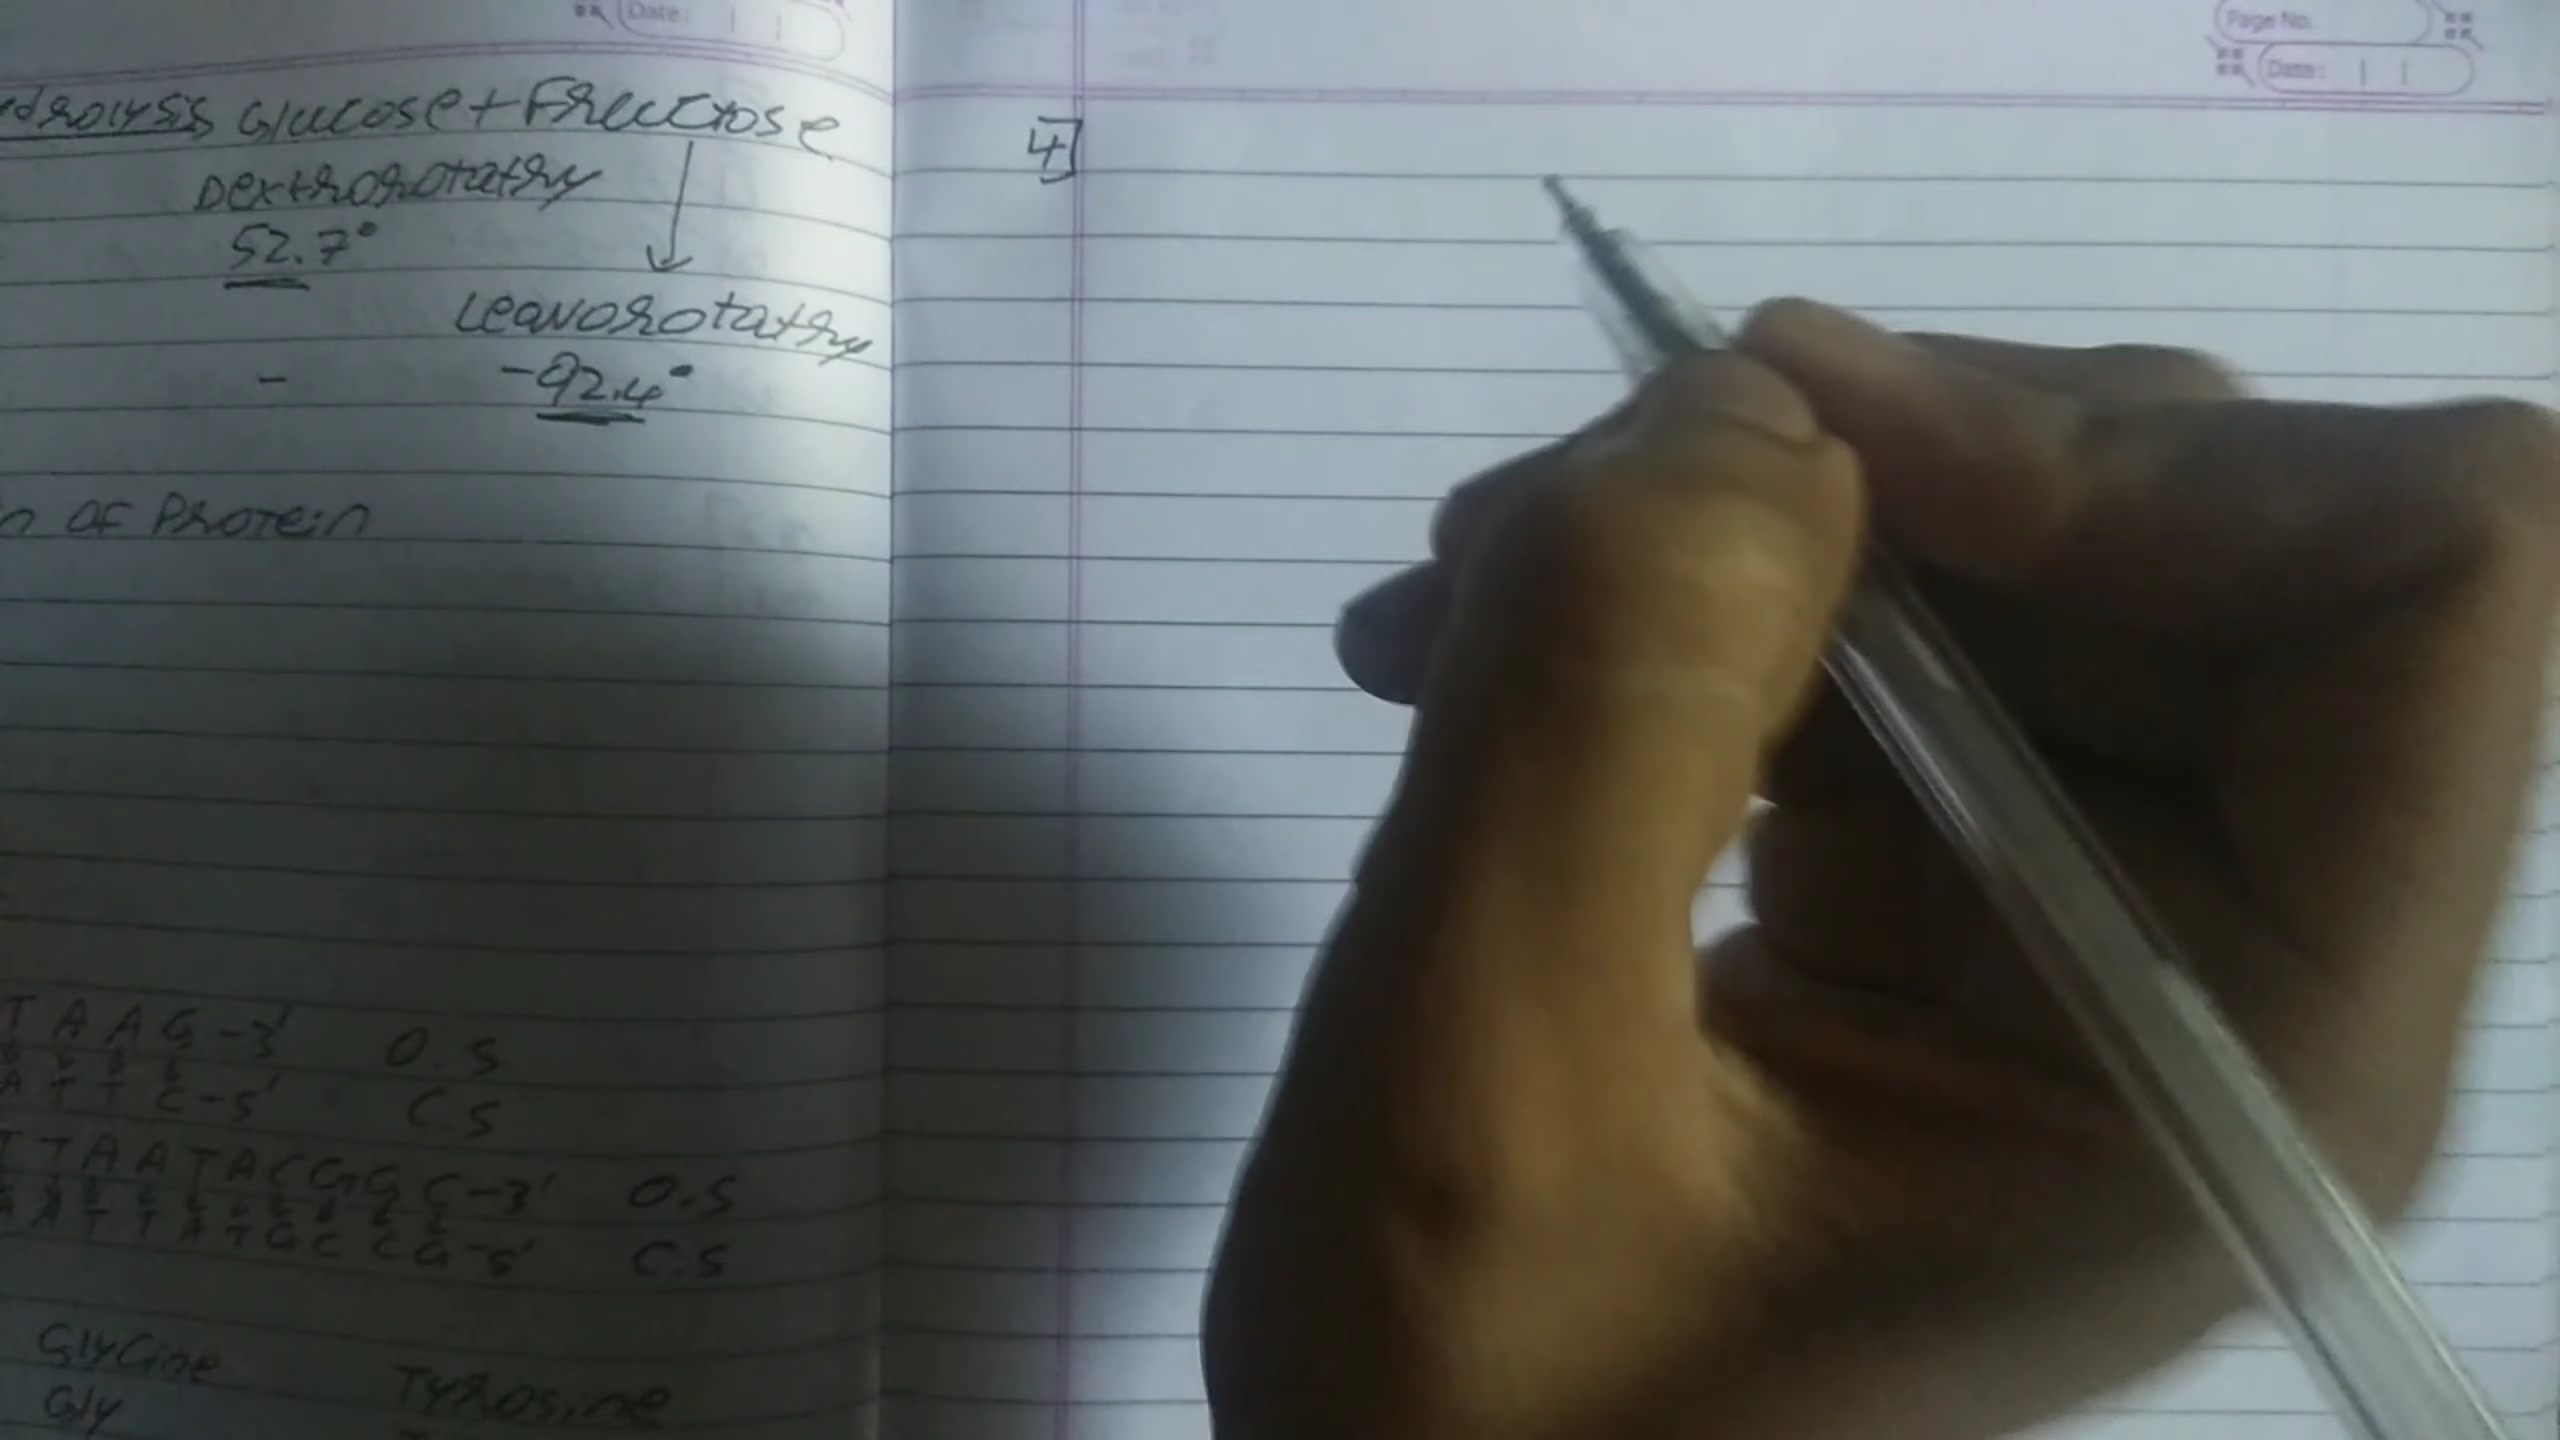 Date:
Glucose + Fructose
Dextrorotatry
52.7°
Leavorotatry
- -92.4°
OF Protein
T A A G - 3' O.S
A T T C - 5' C.S
T T A A T A C G G C - 3' O.S
A A T T A T G C C G - 5' C.S
Glycine Tyrosine
Gly
Page No.
Date:
4]